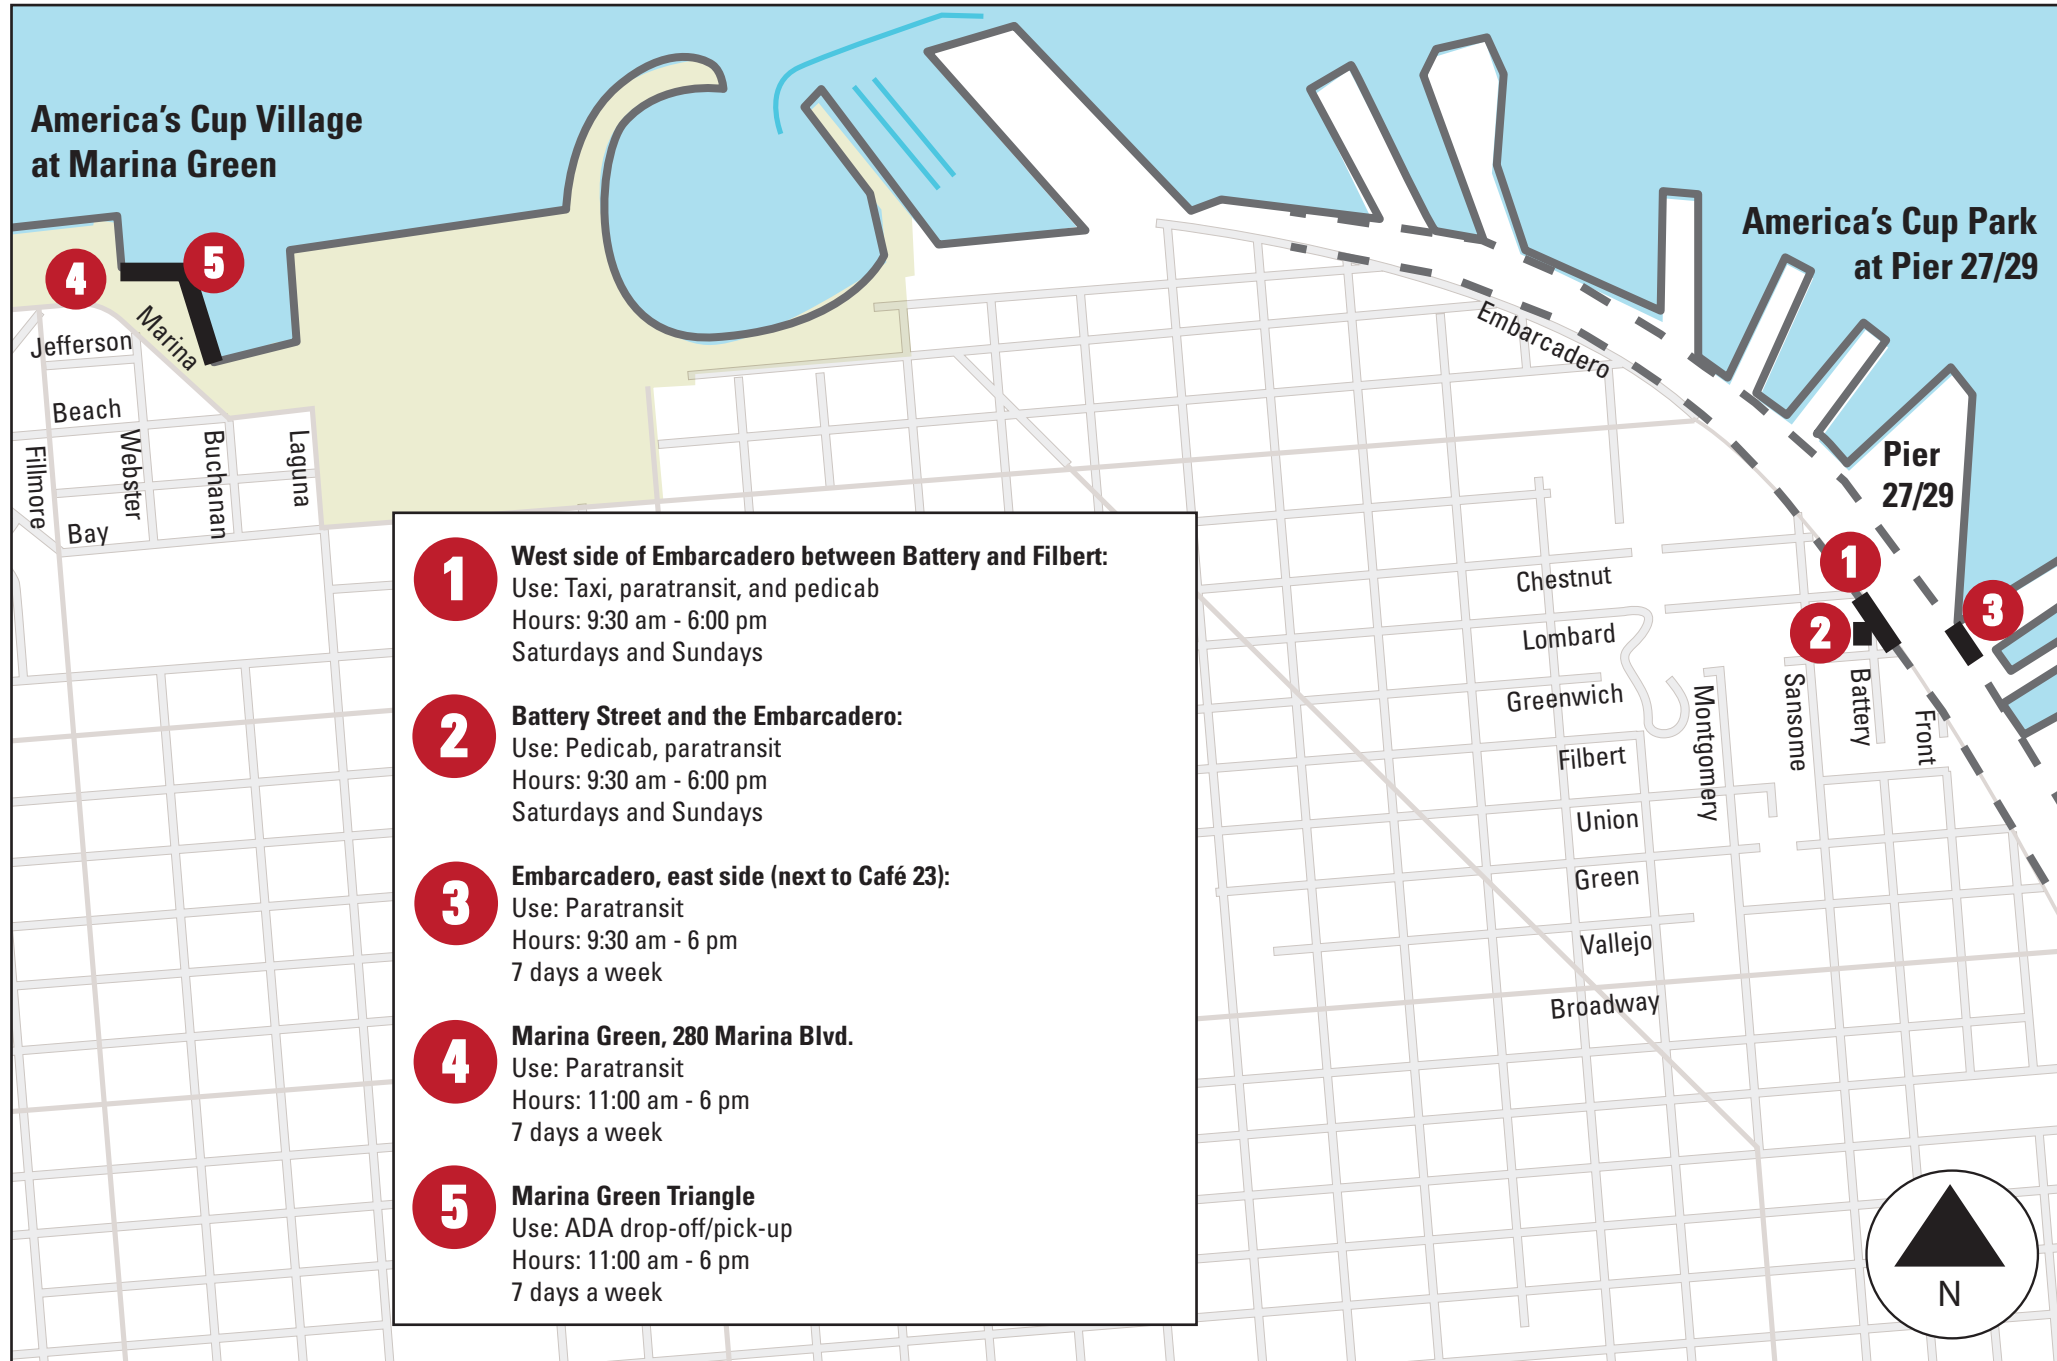 America's Cup Village
at Marina Green
America's Cup Park
at Pier 27/29
4
5
Marina
Jefferson
Beach
Fillmore
Webster
Buchanan
Laguna
Bay
Embarcadero
Pier
27/29
1
2
3
Chestnut
Lombard
Greenwich
Filbert
Union
Green
Vallejo
Broadway
Montgomery
Sansome
Battery
Front
1
West side of Embarcadero between Battery and Filbert:
Use: Taxi, paratransit, and pedicab
Hours: 9:30 am - 6:00 pm
Saturdays and Sundays
2
Battery Street and the Embarcadero:
Use: Pedicab, paratransit
Hours: 9:30 am - 6:00 pm
Saturdays and Sundays
3
Embarcadero, east side (next to Café 23):
Use: Paratransit
Hours: 9:30 am - 6 pm
7 days a week
4
Marina Green, 280 Marina Blvd.
Use: Paratransit
Hours: 11:00 am - 6 pm
7 days a week
5
Marina Green Triangle
Use: ADA drop-off/pick-up
Hours: 11:00 am - 6 pm
7 days a week
N